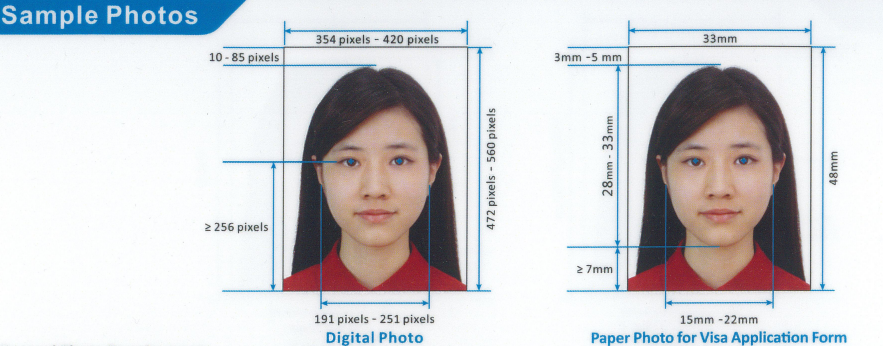 Sample Photos
354 pixels – 420 pixels
10 - 85 pixels
472 pixels – 560 pixels
≥ 256 pixels
191 pixels - 251 pixels
Digital Photo
33mm
3mm -5 mm
28mm - 33mm
48mm
≥ 7mm
15mm -22mm
Paper Photo for Visa Application Form